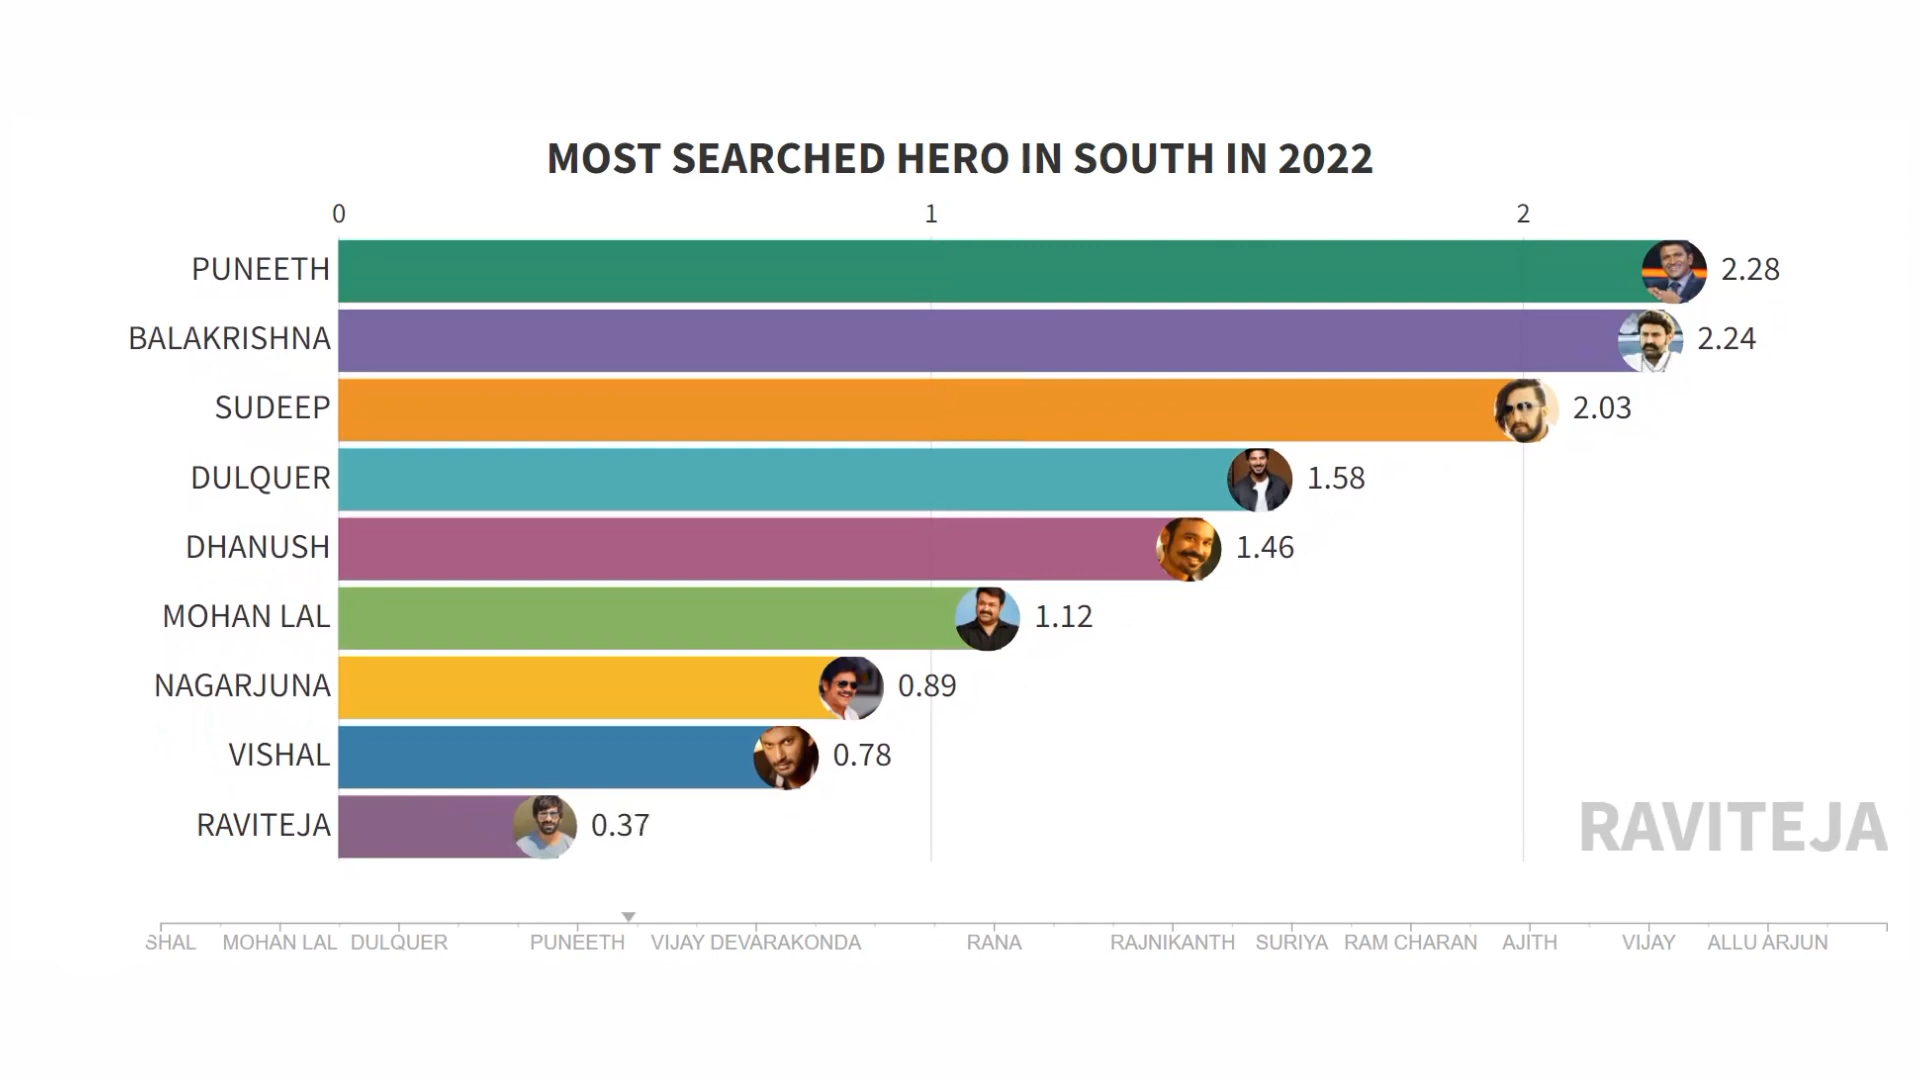 MOST SEARCHED HERO IN SOUTH IN 2022
0 1 2
PUNEETH 2.28
BALAKRISHNA 2.24
SUDEEP 2.03
DULQUER 1.58
DHANUSH 1.46
MOHAN LAL 1.12
NAGARJUNA 0.89
VISHAL 0.78
RAVITEJA 0.37
RAVITEJA
SHAL MOHAN LAL DULQUER PUNEETH VIJAY DEVARAKONDA RANA RAJNIKANTH SURIYA RAM CHARAN AJITH VIJAY ALLU ARJUN